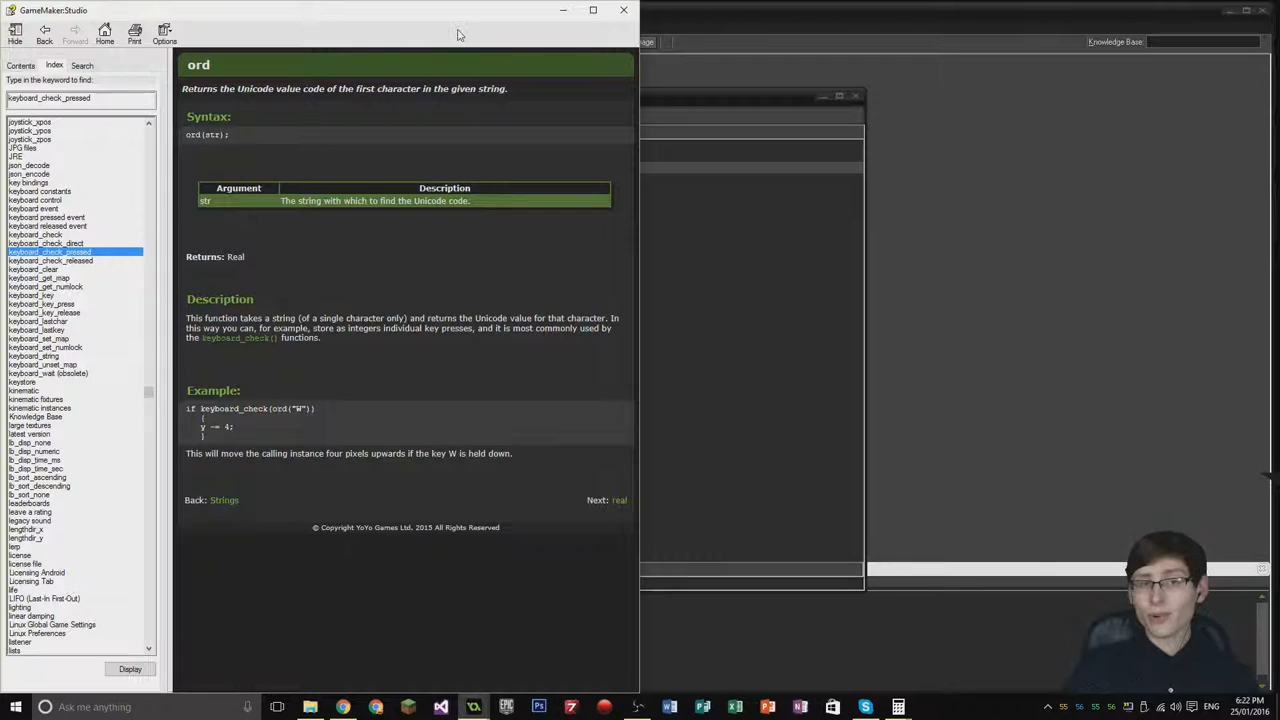 GameMaker:Studio
Hide
Back
Forward
Home
Print
Options
Contents
Index
Search
Type in the keyword to find:
keyboard_check_pressed
joystick_xpos
joystick_ypos
joystick_zpos
JPG files
JRE
json_decode
json_encode
key bindings
keyboard constants
keyboard control
keyboard event
keyboard pressed event
keyboard released event
keyboard_check
keyboard_check_direct
keyboard_check_pressed
keyboard_check_released
keyboard_clear
keyboard_get_map
keyboard_get_numlock
keyboard_key
keyboard_key_press
keyboard_key_release
keyboard_lastchar
keyboard_lastkey
keyboard_set_map
keyboard_set_numlock
keyboard_string
keyboard_unset_map
keyboard_wait (obsolete)
keystore
kinematic
kinematic fixtures
kinematic instances
Knowledge Base
large textures
latest version
lb_disp_none
lb_disp_numeric
lb_disp_time_ms
lb_disp_time_sec
lb_sort_ascending
lb_sort_descending
lb_sort_none
leaderboards
leave a rating
legacy sound
lengthdir_x
lengthdir_y
lerp
license
license file
Licensing Android
Licensing Tab
life
LIFO (Last-In First-Out)
lighting
linear damping
Linux Global Game Settings
Linux Preferences
listener
lists
Display
ord
Returns the Unicode value code of the first character in the given string.
Syntax:
ord(str);
Argument Description
str The string with which to find the Unicode code.
Returns: Real
Description
This function takes a string (of a single character only) and returns the Unicode value for that character. In
this way you can, for example, store as integers individual key presses, and it is most commonly used by
the keyboard_check() functions.
Example:
if keyboard_check(ord("W"))
{
y -= 4;
}
This will move the calling instance four pixels upwards if the key W is held down.
Back: Strings
Next: real
© Copyright YoYo Games Ltd. 2015 All Rights Reserved
Knowledge Base:
Ask me anything
56 55 56 55
ENG
6:22 PM
25/01/2016